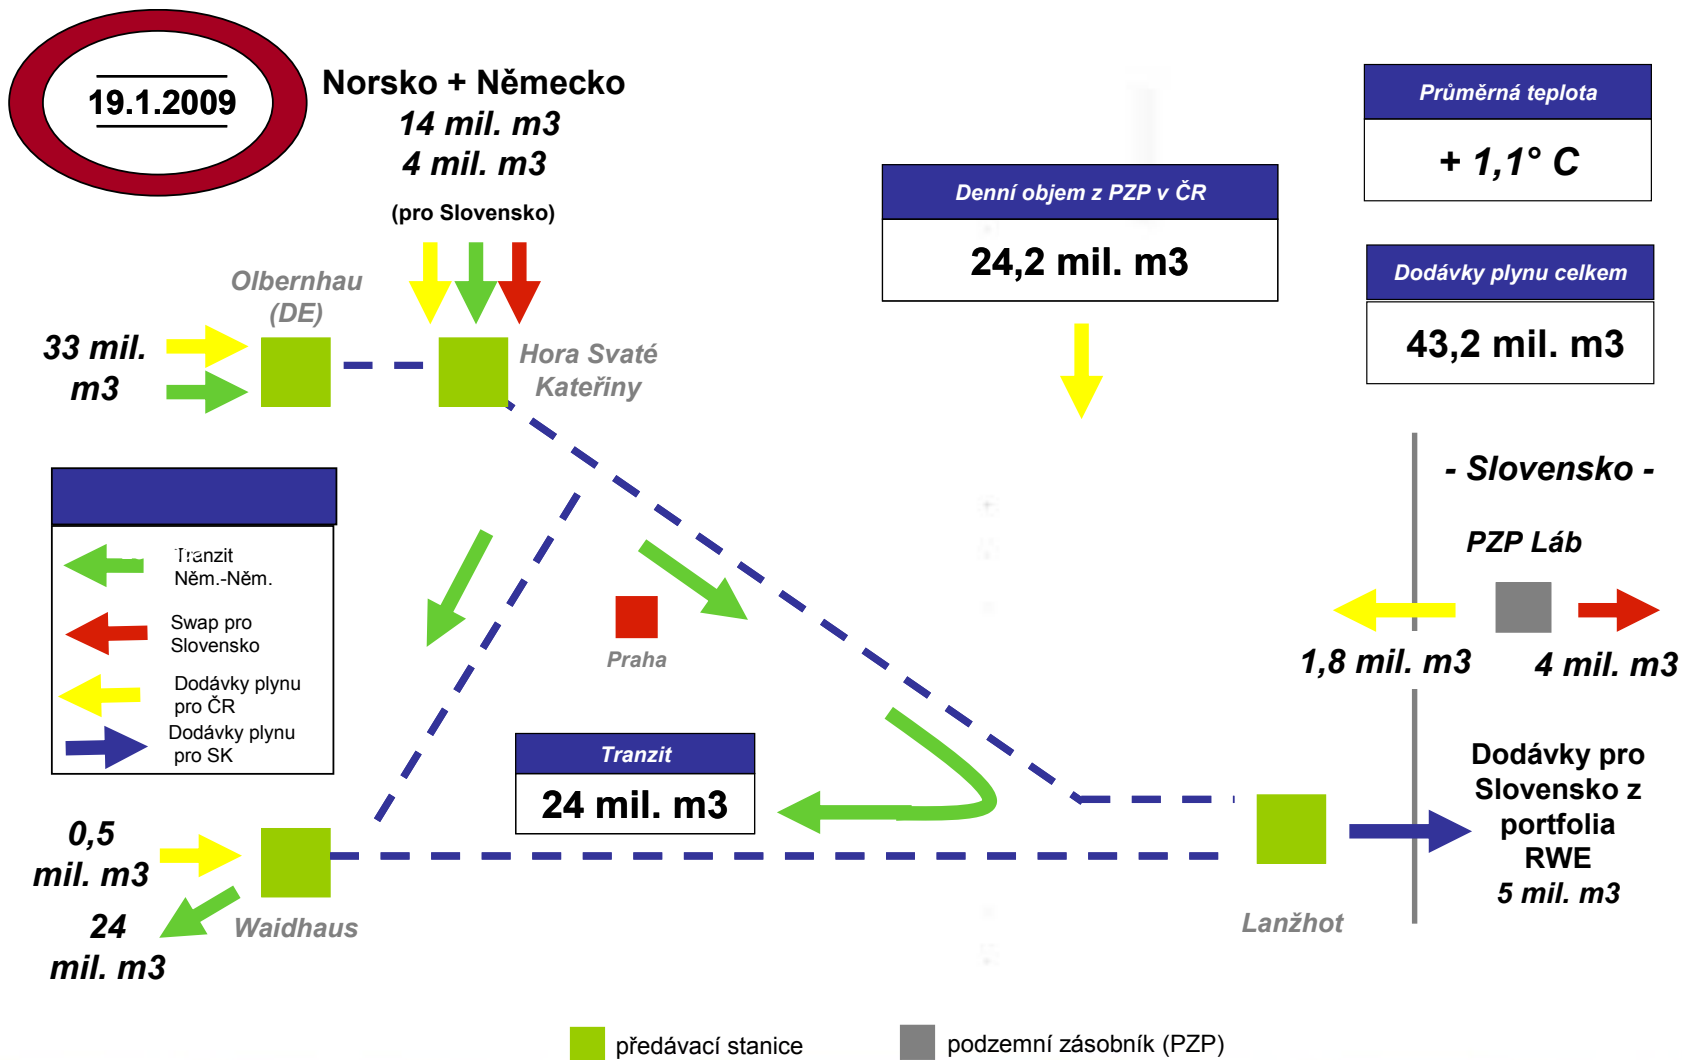 19.1.2009
Norsko + Německo
14 mil. m3
4 mil. m3
(pro Slovensko)
Průměrná teplota
+ 1,1° C
Denní objem z PZP v ČR
24,2 mil. m3
Dodávky plynu celkem
43,2 mil. m3
Olbernhau
(DE)
33 mil.
m3
Hora Svaté
Kateřiny
- Slovensko -
PZP Láb
1,8 mil. m3
4 mil. m3
Tranzit
Něm.-Něm.
Swap pro
Slovensko
Dodávky plynu
pro ČR
Dodávky plynu
pro SK
Praha
Tranzit
24 mil. m3
Dodávky pro
Slovensko z
portfolia
RWE
5 mil. m3
0,5
mil. m3
24
mil. m3
Waidhaus
Lanžhot
předávací stanice
podzemní zásobník (PZP)